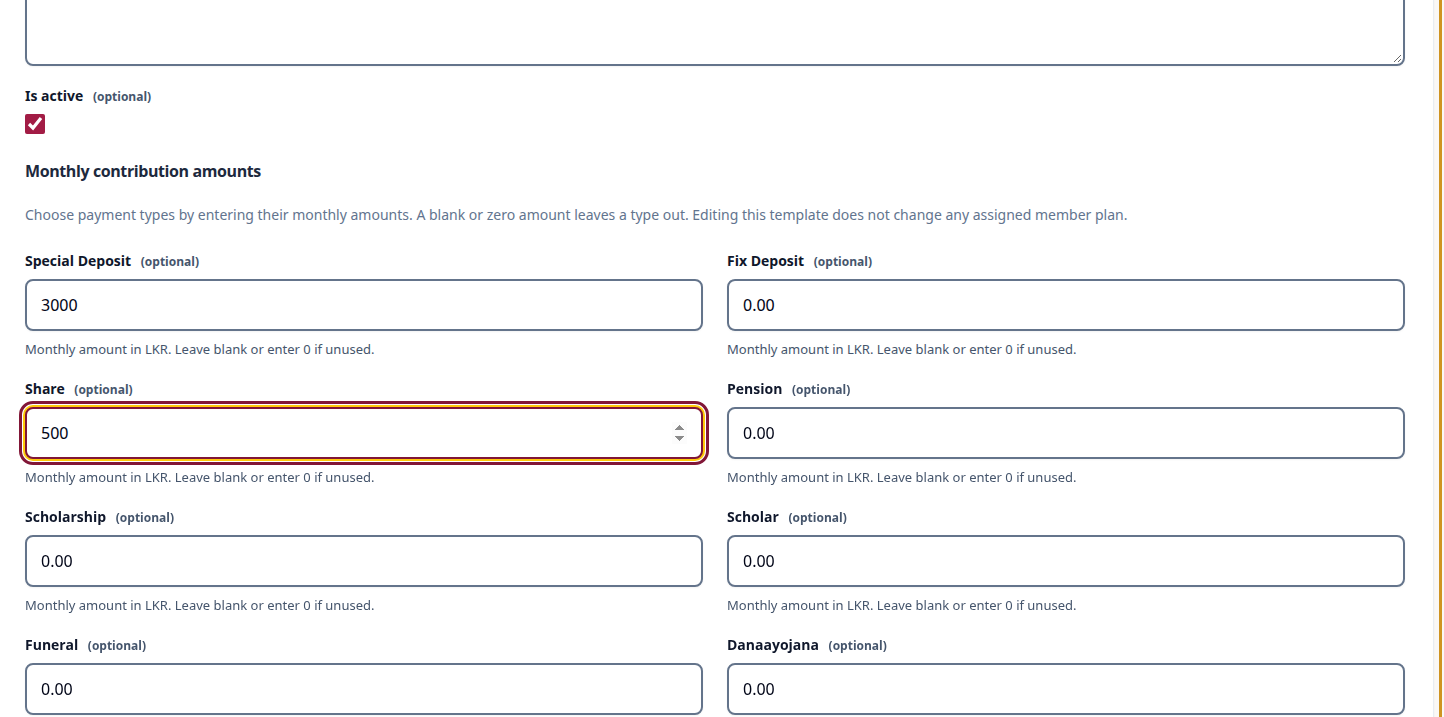 Is active (optional)
Monthly contribution amounts
Choose payment types by entering their monthly amounts. A blank or zero amount leaves a type out. Editing this template does not change any assigned member plan.
Special Deposit (optional)
Fix Deposit (optional)
3000
0.00
Monthly amount in LKR. Leave blank or enter 0 if unused.
Monthly amount in LKR. Leave blank or enter 0 if unused.
Share (optional)
Pension (optional)
500
0.00
Monthly amount in LKR. Leave blank or enter 0 if unused.
Monthly amount in LKR. Leave blank or enter 0 if unused.
Scholarship (optional)
Scholar (optional)
0.00
0.00
Monthly amount in LKR. Leave blank or enter 0 if unused.
Monthly amount in LKR. Leave blank or enter 0 if unused.
Funeral (optional)
Danaayojana (optional)
0.00
0.00